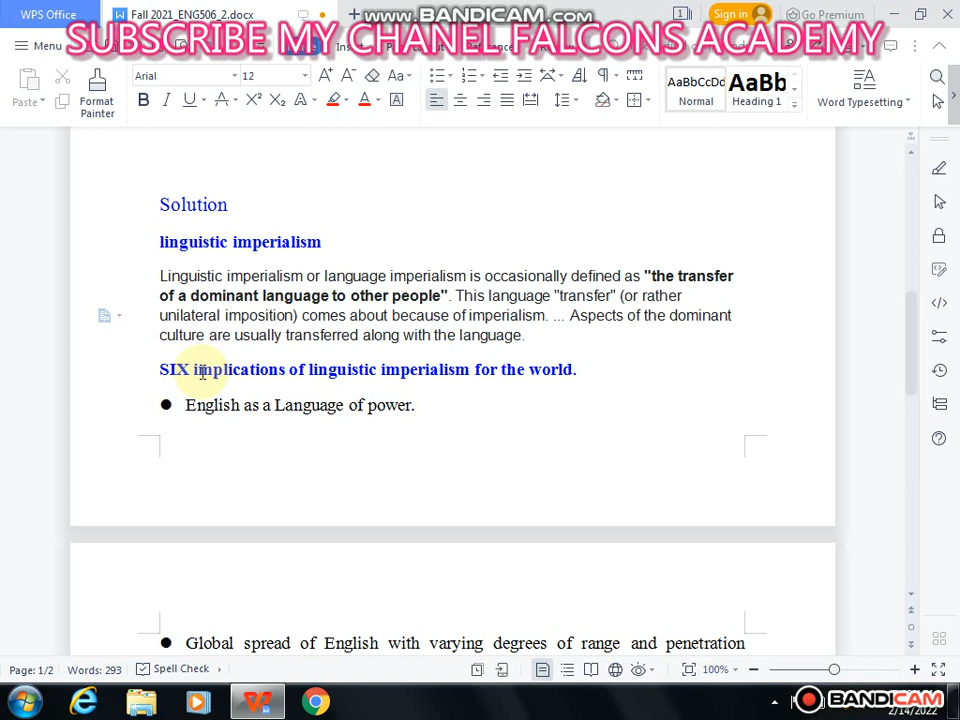 WPS Office
Fall 2021_ENG506_2.docx
www.BANDICAM.com
Sign in
Go Premium
Menu
SUBSCRIBE MY CHANEL FALCONS ACADEMY
Paste
Format Painter
Arial
12
AaBbCcDd
Normal
AaBb
Heading 1
Word Typesetting
Solution
linguistic imperialism
Linguistic imperialism or language imperialism is occasionally defined as "the transfer
of a dominant language to other people". This language "transfer" (or rather
unilateral imposition) comes about because of imperialism. ... Aspects of the dominant
culture are usually transferred along with the language.
SIX implications of linguistic imperialism for the world.
● English as a Language of power.
● Global spread of English with varying degrees of range and penetration
Page: 1/2
Words: 293
Spell Check
100%
BANDICAM
2/14/2022